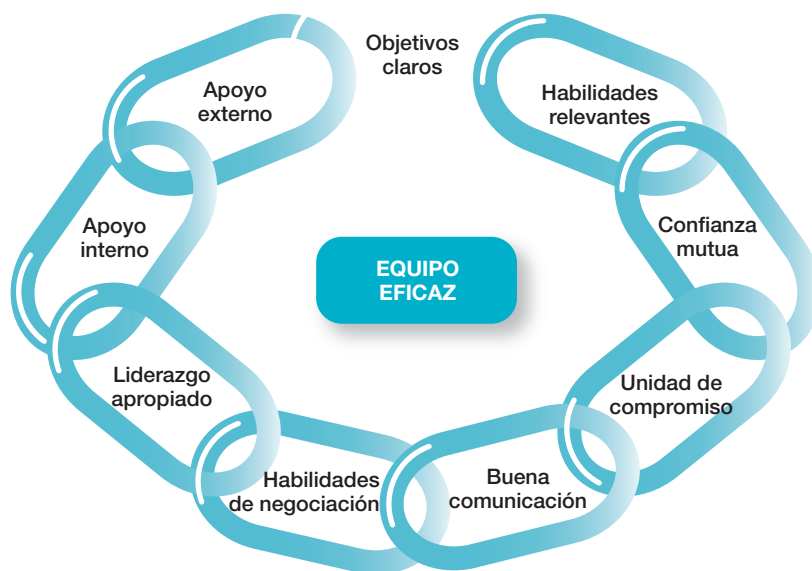 Objetivos
claros
Habilidades
relevantes
Confianza
mutua
Unidad de
compromiso
Buena
comunicación
Habilidades
de negociación
Liderazgo
apropiado
Apoyo
interno
Apoyo
externo
EQUIPO
EFICAZ